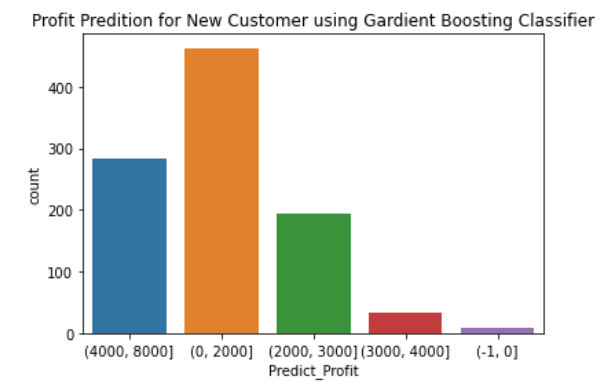 Profit Predition for New Customer using Gardient Boosting Classifier
400
300
200
100
0
count
(4000, 8000] (0, 2000] (2000, 3000] (3000, 4000] (-1, 0]
Predict_Profit